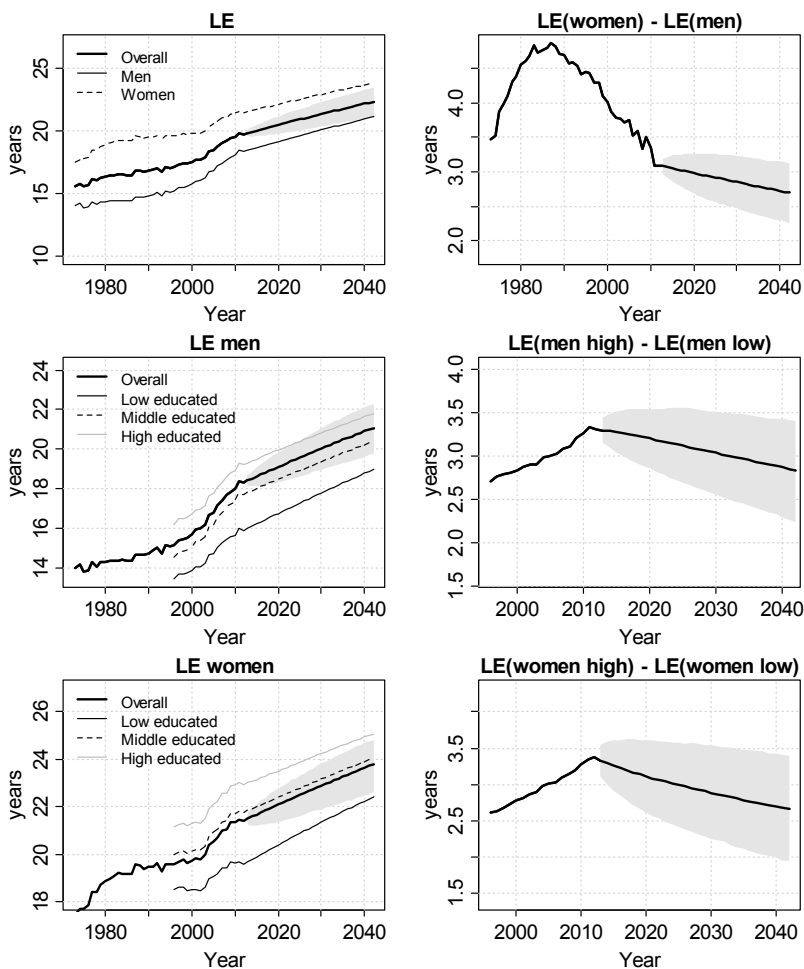 LE
Overall
Men
Women
years
10 15 20 25
1980 2000 2020 2040
Year
LE(women) - LE(men)
years
2.0 3.0 4.0
1980 2000 2020 2040
Year
LE men
Overall
Low educated
Middle educated
High educated
years
14 16 18 20 22 24
1980 2000 2020 2040
Year
LE(men high) - LE(men low)
years
1.5 2.0 2.5 3.0 3.5 4.0
2000 2010 2020 2030 2040
Year
LE women
Overall
Low educated
Middle educated
High educated
years
18 20 22 24 26
1980 2000 2020 2040
Year
LE(women high) - LE(women low)
years
1.5 2.5 3.5
2000 2010 2020 2030 2040
Year